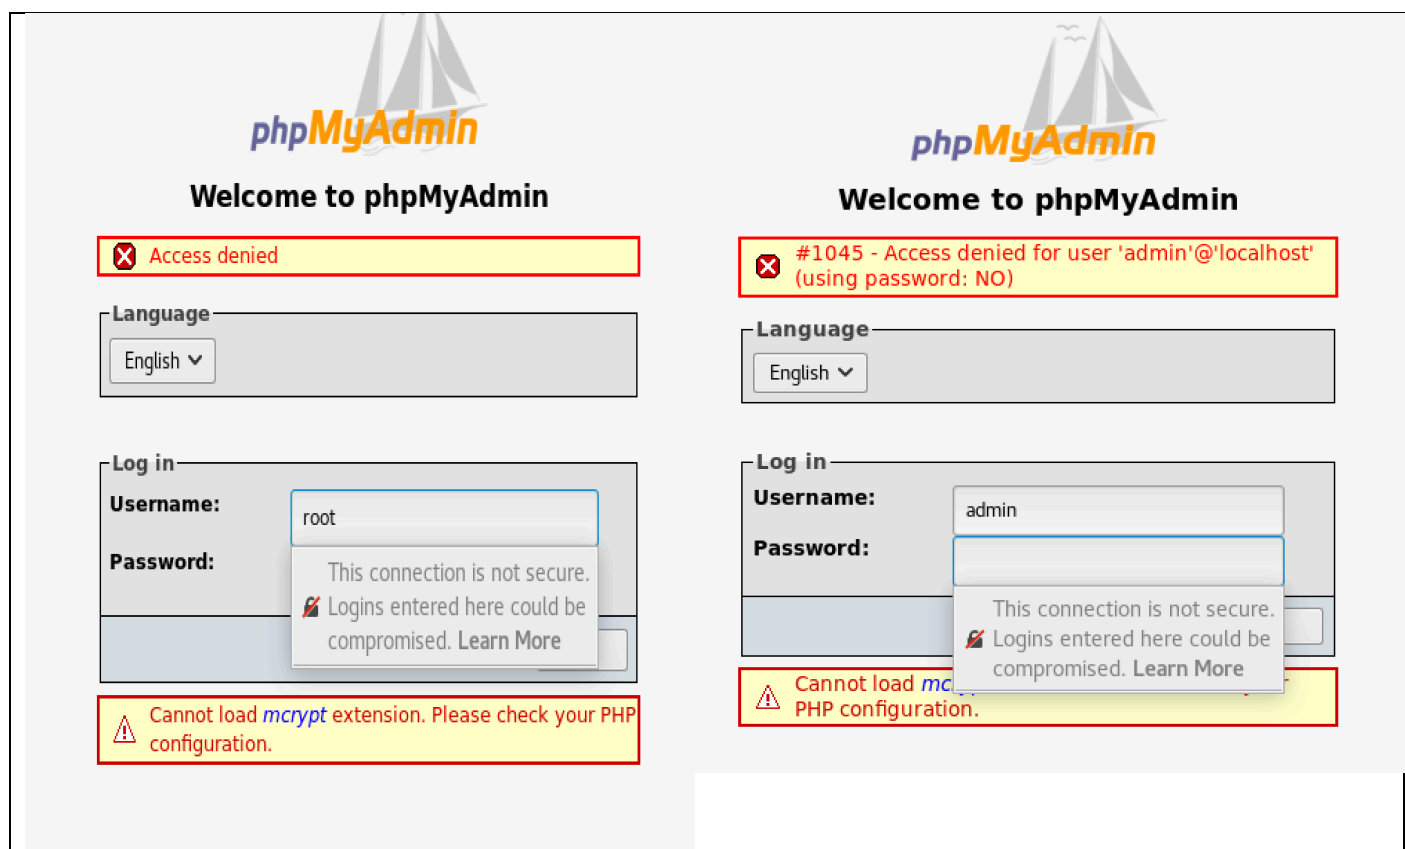 phpMyAdmin
Welcome to phpMyAdmin
Access denied
Language
English
Log in
Username:
root
Password:
This connection is not secure.
Logins entered here could be
compromised. Learn More
Cannot load mcrypt extension. Please check your PHP
configuration.
phpMyAdmin
Welcome to phpMyAdmin
#1045 - Access denied for user 'admin'@'localhost'
(using password: NO)
Language
English
Log in
Username:
admin
Password:
This connection is not secure.
Logins entered here could be
compromised. Learn More
Cannot load
PHP configuration.